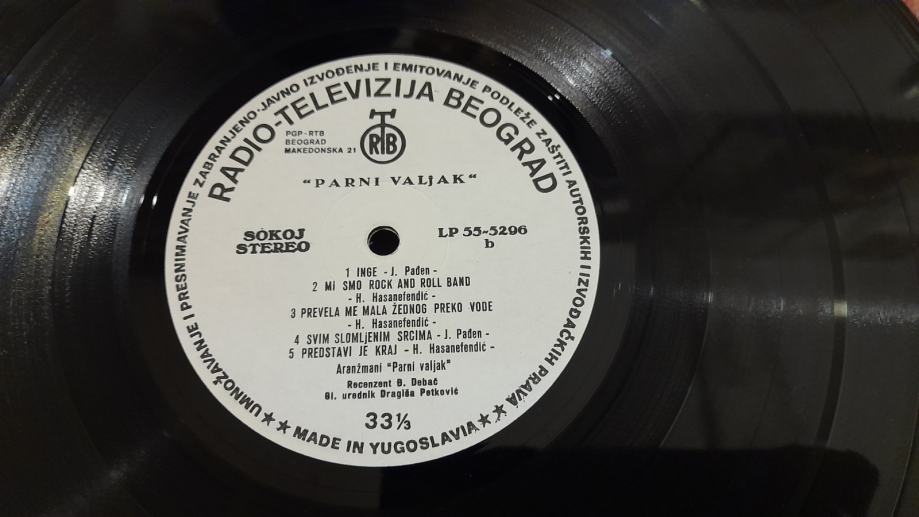 UMNOŽAVANJE I PRESNIMAVANJE ZABRANJENO·JAVNO IZVOĐENJE I EMITOVANJE PODLEŽE ZAŠTITI AUTORSKIH I IZVOĐAČKIH PRAVA
RADIO-TELEVIZIJA BEOGRAD
PGP-RTB
BEOGRAD
MAKEDONSKA 21
RTB
"PARNI VALjAK"
SOKOJ
STEREO
LP 55-5296
b
1 INGE - J. Pađen -
2 Mi SMO ROCK AND ROLL BAND
- H. Hasanefendić -
3 PREVELA ME MALA ŽEDNOG PREKO VODE
- H. Hasanefendić -
4 SVIM SLOMLjENIM SRCIMA - J. Pađen -
5 PREDSTAVI JE KRAJ - H. Hasanefendić -
Aranžmani "Parni valjak"
Recenzent B. Debač
Gl. urednik Dragiša Petković
33⅓
★★ MADE IN YUGOSLAVIA ★★